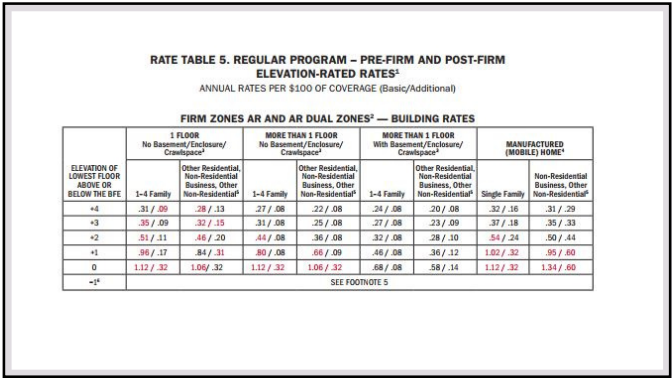 RATE TABLE 5. REGULAR PROGRAM – PRE-FIRM AND POST-FIRM
ELEVATION-RATED RATES¹
ANNUAL RATES PER $100 OF COVERAGE (Basic/Additional)
FIRM ZONES AR AND AR DUAL ZONES² — BUILDING RATES
ELEVATION OF LOWEST FLOOR ABOVE OR BELOW THE BFE
1 FLOOR
No Basement/Enclosure/
Crawlspace³
MORE THAN 1 FLOOR
No Basement/Enclosure/
Crawlspace³
MORE THAN 1 FLOOR
With Basement/Enclosure/
Crawlspace³
MANUFACTURED
(MOBILE) HOME⁴
1–4 Family
Other Residential,
Non-Residential
Business, Other
Non-Residential⁵
1–4 Family
Other Residential,
Non-Residential
Business, Other
Non-Residential⁵
1–4 Family
Other Residential,
Non-Residential
Business, Other
Non-Residential⁵
Single Family
Non-Residential
Business, Other
Non-Residential⁵
+4 .31 / .09 .28 / .13 .27 / .08 .22 / .08 .24 / .08 .20 / .08 .32 / .16 .31 / .29
+3 .35 / .09 .32 / .15 .31 / .08 .25 / .08 .27 / .08 .23 / .09 .37 / .18 .35 / .33
+2 .51 / .11 .46 / .20 .44 / .08 .36 / .08 .32 / .08 .28 / .10 .54 / .24 .50 / .44
+1 .96 / .17 .84 / .31 .80 / .08 .66 / .09 .46 / .08 .36 / .12 1.02 / .32 .95 / .60
0 1.12 / .32 1.06 / .32 1.12 / .32 1.06 / .32 .68 / .08 .58 / .14 1.12 / .32 1.34 / .60
-1⁶ SEE FOOTNOTE 5